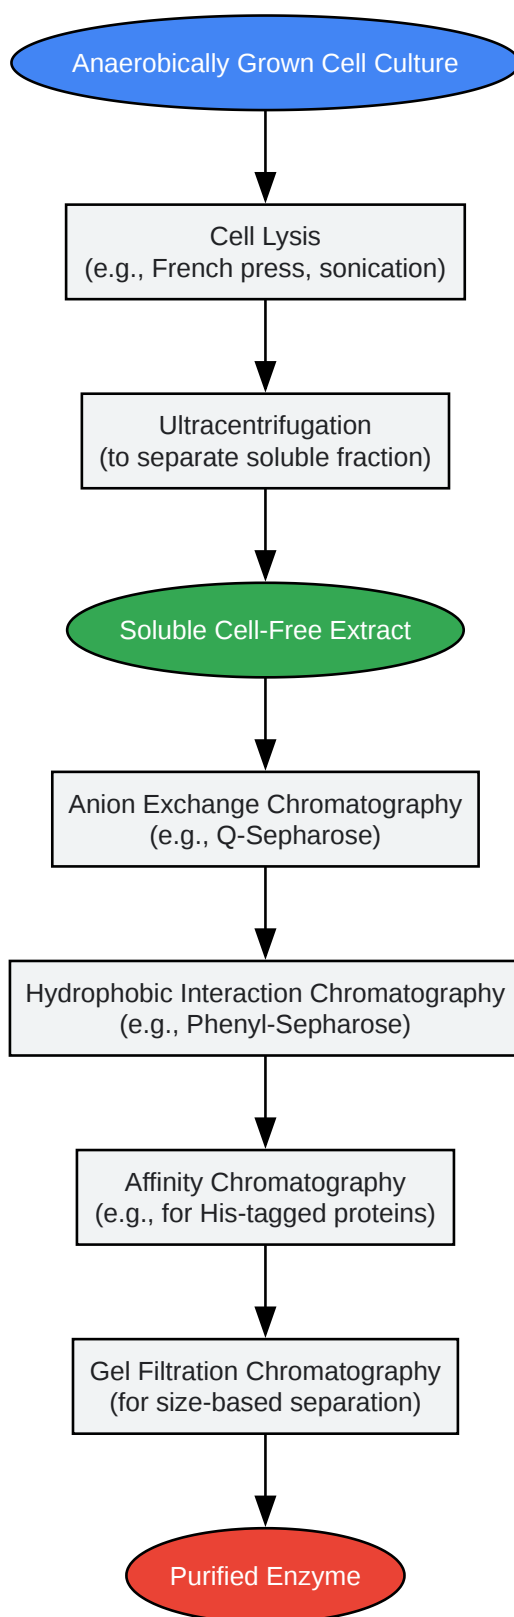 Anaerobically Grown Cell Culture
Cell Lysis
(e.g., French press, sonication)
Ultracentrifugation
(to separate soluble fraction)
Soluble Cell-Free Extract
Anion Exchange Chromatography
(e.g., Q-Sepharose)
Hydrophobic Interaction Chromatography
(e.g., Phenyl-Sepharose)
Affinity Chromatography
(e.g., for His-tagged proteins)
Gel Filtration Chromatography
(for size-based separation)
Purified Enzyme